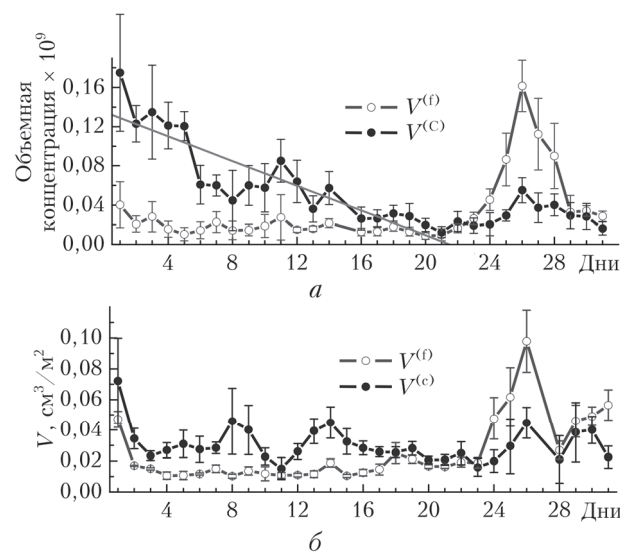 Объемная
концентрация × 10⁹
0,16
0,12
0,08
0,04
0,00
V⁽ᶠ⁾
V⁽ᶜ⁾
4 8 12 16 20 24 28 Дни
а
V, см³/м²
0,10
0,08
0,06
0,04
0,02
0,00
V⁽ᶠ⁾
V⁽ᶜ⁾
4 8 12 16 20 24 28 Дни
б